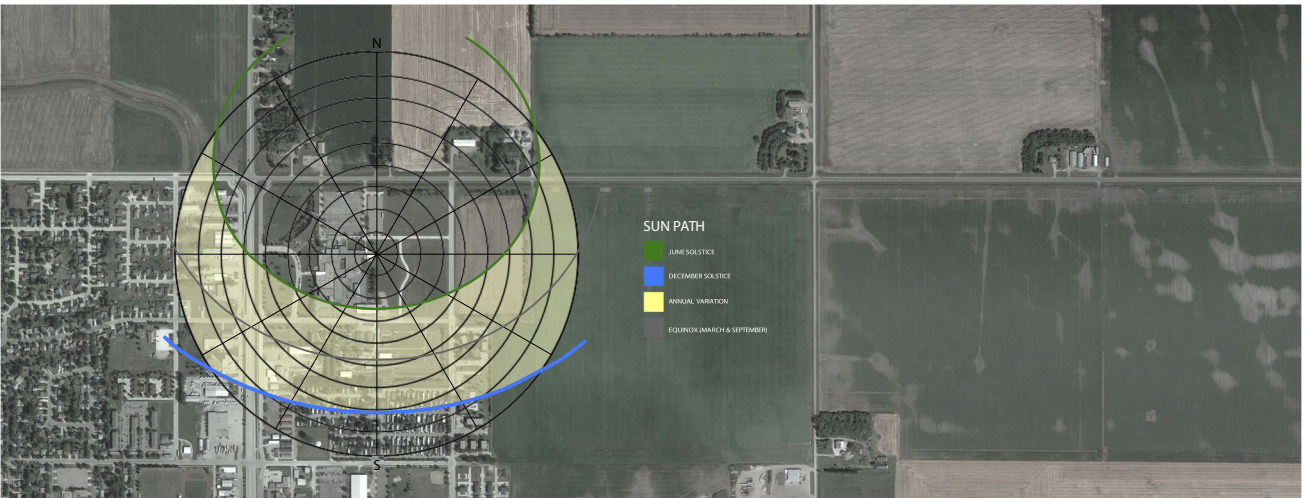 N
SUN PATH
JUNE SOLSTICE
DECEMBER SOLSTICE
ANNUAL VARIATION
EQUINOX (MARCH & SEPTEMBER)
S